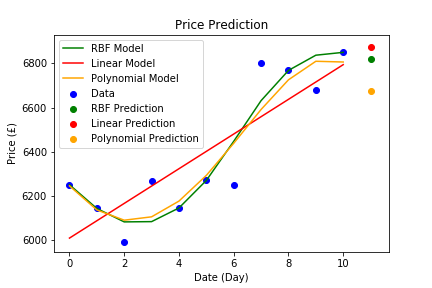 Price Prediction
RBF Model
Linear Model
Polynomial Model
Data
RBF Prediction
Linear Prediction
Polynomial Prediction
6800
6600
6400
6200
6000
Price (£)
0 2 4 6 8 10
Date (Day)